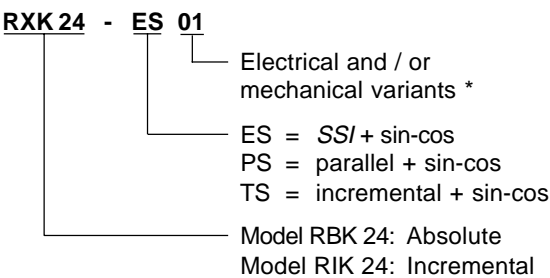 RXK 24 - ES 01
Electrical and / or
mechanical variants *
ES = SSI + sin-cos
PS = parallel + sin-cos
TS = incremental + sin-cos
Model RBK 24: Absolute
Model RIK 24: Incremental